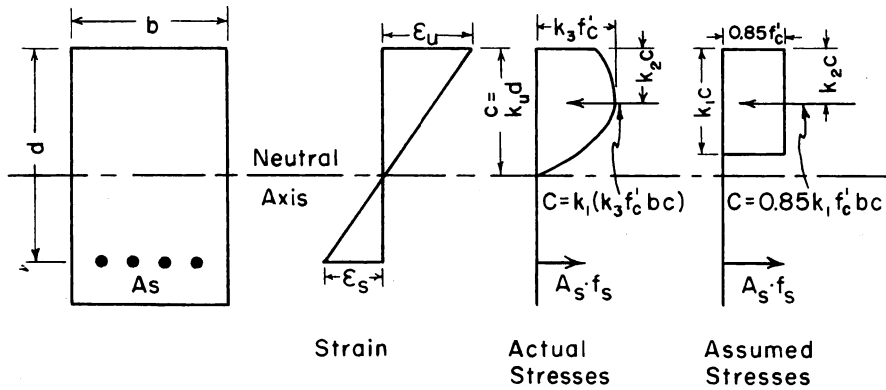 b
d
As
Neutral
Axis
εu
εs
Strain
c =
kud
k3f'c
k2c
C=k1(k3f'c bc)
As·fs
Actual
Stresses
0.85f'c
k1c
k2c
C=0.85k1f'c bc
As·fs
Assumed
Stresses